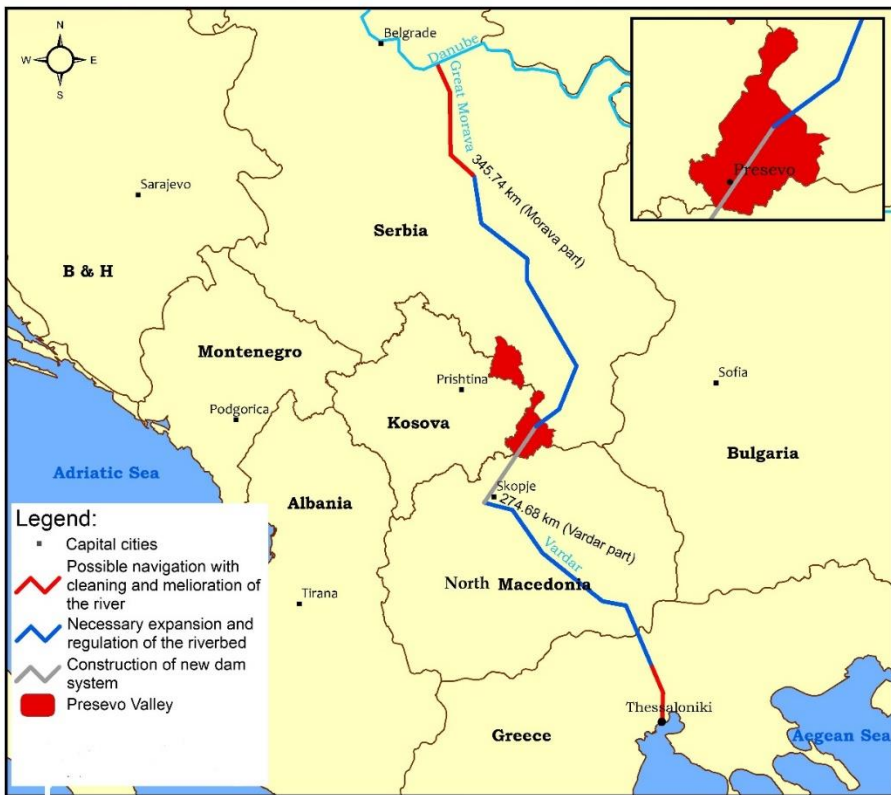 N
W E
S
Belgrade
Danube
Great Morava
345.74 km (Morava part)
Presevo
Sarajevo
Serbia
B & H
Montenegro
Prishtina
Sofia
Podgorica
Kosova
Bulgaria
Adriatic Sea
Albania
Skopje
274.68 km (Vardar part)
Vardar
North Macedonia
Tirana
Thessaloniki
Greece
Aegean Sea
Legend:
Capital cities
Possible navigation with
cleaning and melioration of
the river
Necessary expansion and
regulation of the riverbed
Construction of new dam
system
Presevo Valley